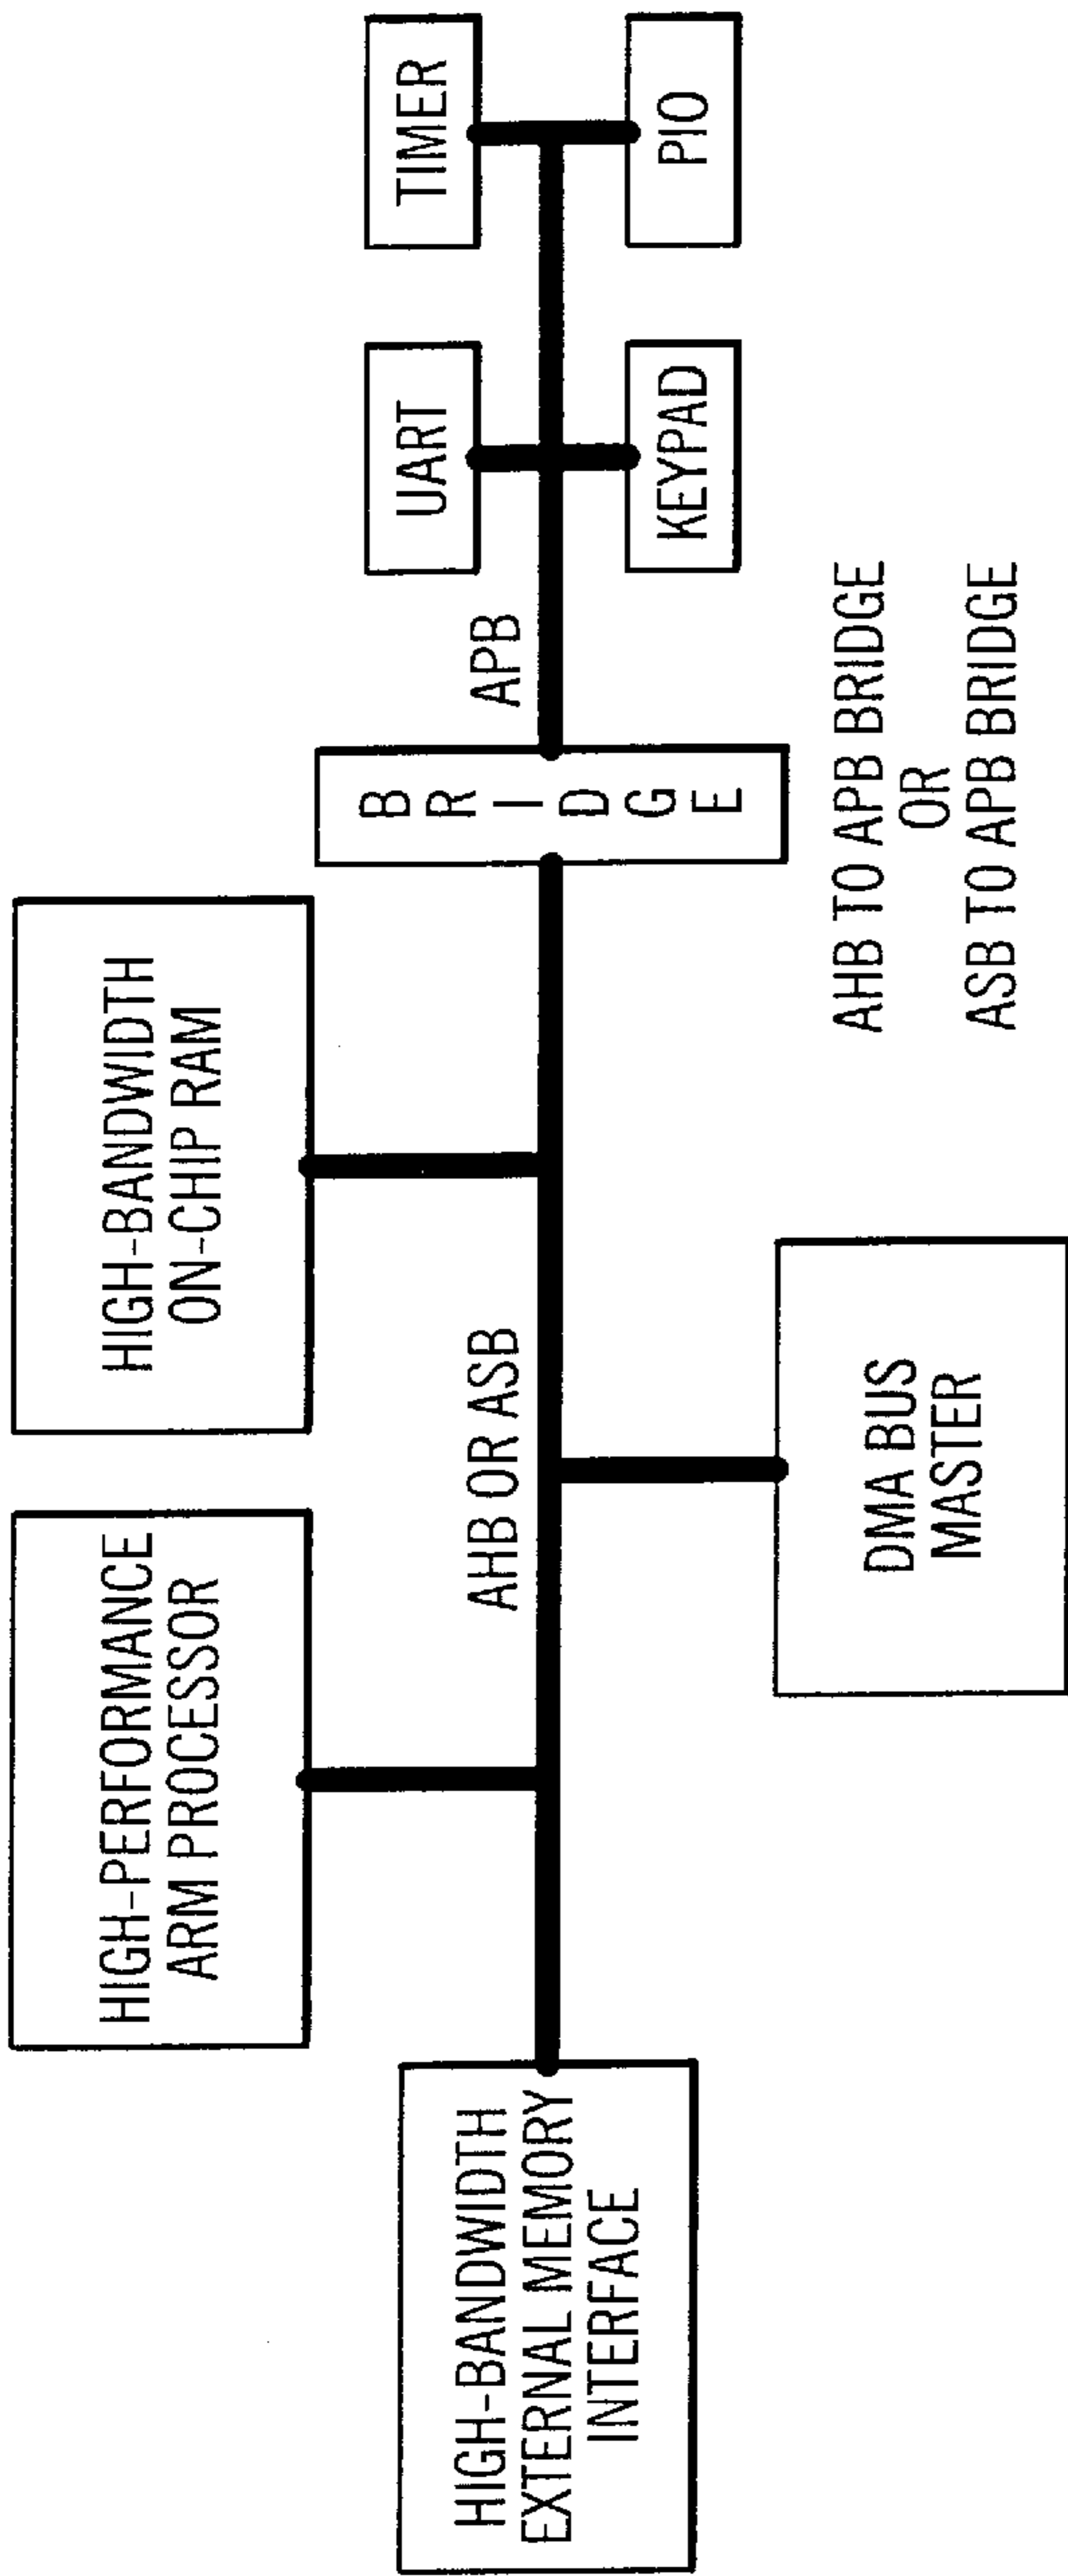 HIGH-PERFORMANCE
ARM PROCESSOR
HIGH-BANDWIDTH
ON-CHIP RAM
HIGH-BANDWIDTH
EXTERNAL MEMORY
INTERFACE
AHB OR ASB
DMA BUS
MASTER
BRIDGE
APB
UART
TIMER
KEYPAD
PIO
AHB TO APB BRIDGE
OR
ASB TO APB BRIDGE